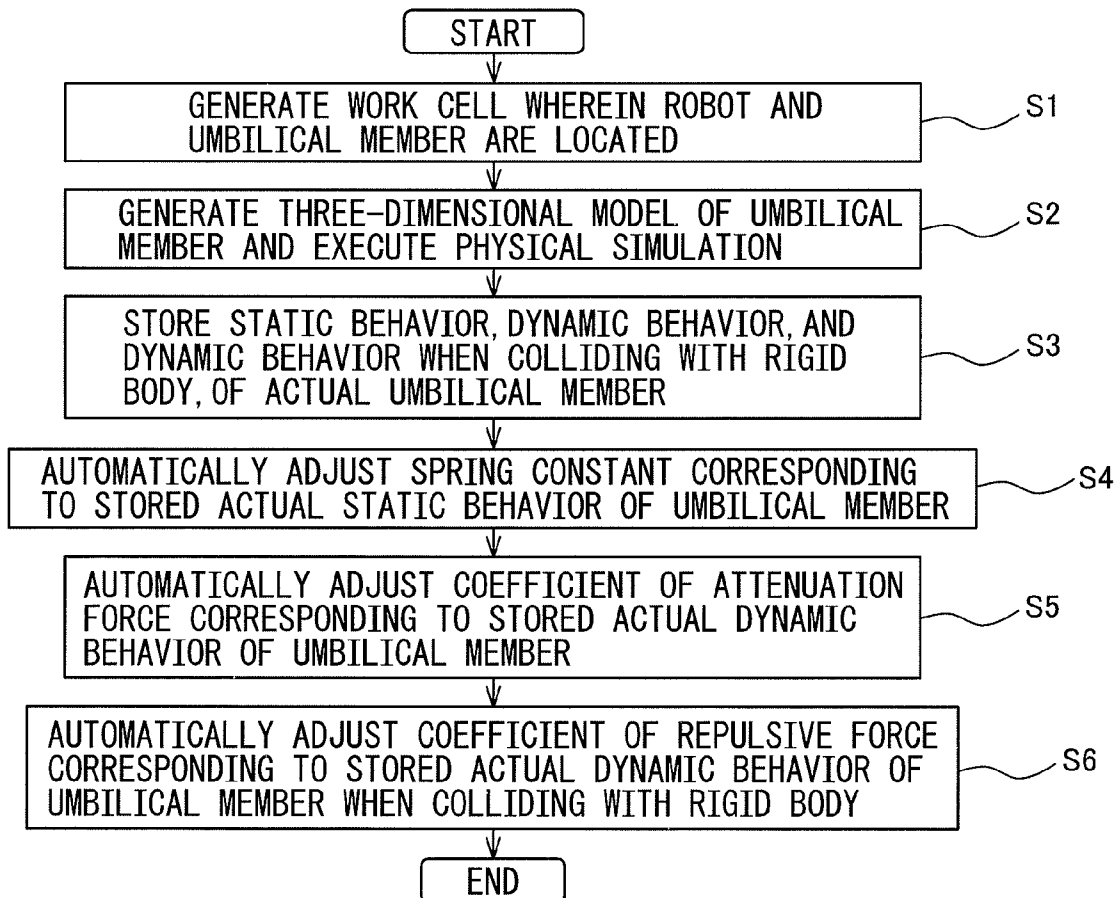 START
GENERATE WORK CELL WHEREIN ROBOT AND
UMBILICAL MEMBER ARE LOCATED
S1
GENERATE THREE-DIMENSIONAL MODEL OF UMBILICAL
MEMBER AND EXECUTE PHYSICAL SIMULATION
S2
STORE STATIC BEHAVIOR, DYNAMIC BEHAVIOR, AND
DYNAMIC BEHAVIOR WHEN COLLIDING WITH RIGID
BODY, OF ACTUAL UMBILICAL MEMBER
S3
AUTOMATICALLY ADJUST SPRING CONSTANT CORRESPONDING
TO STORED ACTUAL STATIC BEHAVIOR OF UMBILICAL MEMBER
S4
AUTOMATICALLY ADJUST COEFFICIENT OF ATTENUATION
FORCE CORRESPONDING TO STORED ACTUAL DYNAMIC
BEHAVIOR OF UMBILICAL MEMBER
S5
AUTOMATICALLY ADJUST COEFFICIENT OF REPULSIVE FORCE
CORRESPONDING TO STORED ACTUAL DYNAMIC BEHAVIOR OF
UMBILICAL MEMBER WHEN COLLIDING WITH RIGID BODY
S6
END